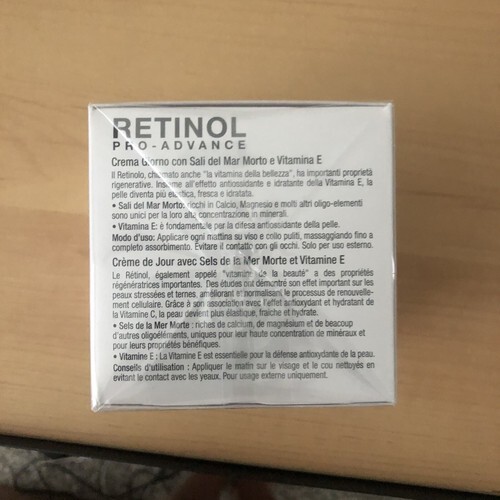 RETINOL
PRO-ADVANCE
Crema Giorno con Sali del Mar Morto e Vitamina E
Il Retinolo, chiamato anche "la vitamina della bellezza", ha importanti proprietà
rigenerative. Insieme all'effetto antiossidante e idratante della Vitamina E, la
pelle diventa più elastica, fresca e idratata.
• Sali del Mar Morto: ricchi in Calcio, Magnesio e molti altri oligo-elementi
sono unici per la loro alta concentrazione in minerali.
• Vitamina E: è fondamentale per la difesa antiossidante della pelle.
Modo d'uso: Applicare ogni mattina su viso e collo puliti, massaggiando fino a
completo assorbimento. Evitare il contatto con gli occhi. Solo per uso esterno.
Crème de Jour avec Sels de la Mer Morte et Vitamine E
Le Rétinol, également appelé "vitamine de la beauté" a des propriétés
régénératrices importantes. Des études ont démontré son effet important sur les
peaux stressées et ternes, améliorant et normalisant le processus de renouvelle-
ment cellulaire. Grâce à son association avec l'effet antioxydant et hydratant de
la Vitamine C, la peau devient plus élastique, fraîche et hydrate.
• Sels de la Mer Morte : riches de calcium, de magnésium et de beaucop
d'autres oligoéléments, uniques pour leur haute concentration de minéraux et
pour leurs propriétés bénéfiques.
• Vitamine E : La Vitamine E est essentielle pour la défense antioxydante de la peau.
Conseils d'utilisation : Appliquer le matin sur le visage et le cou nettoyés en
evitant le contact avec les yeaux. Pour usage externe uniquement.